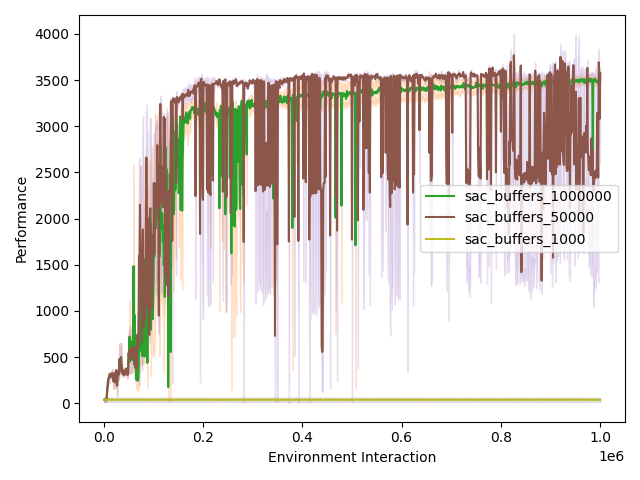 4000
3500
3000
2500
2000
1500
1000
500
0
Performance
sac_buffers_1000000
sac_buffers_50000
sac_buffers_1000
0.0 0.2 0.4 0.6 0.8 1.0
1e6
Environment Interaction